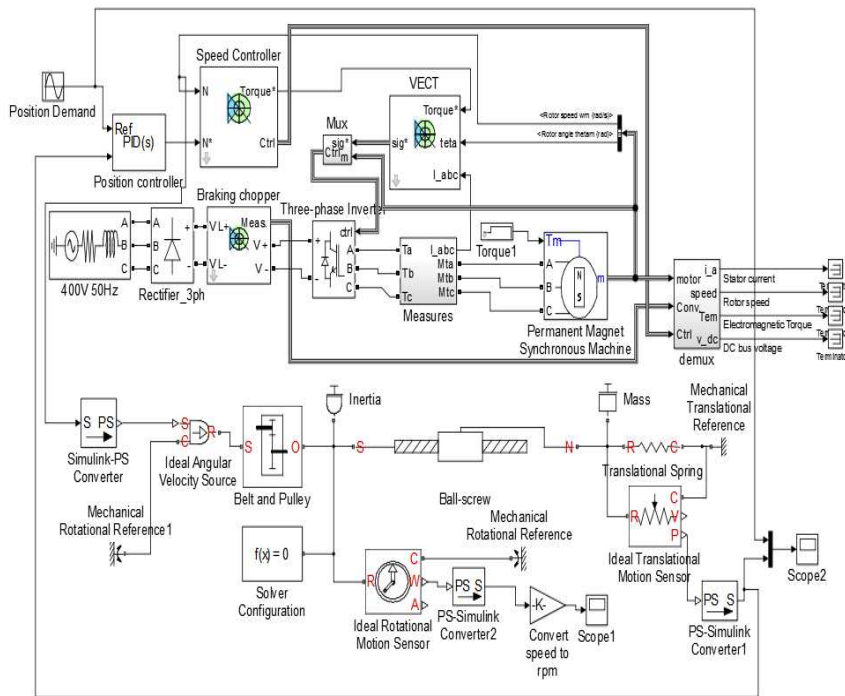 Speed Controller
N
Torque*
N*
Ctrl
VECT
Torque*
sig*
teta
I_abc
<Rotor speed wm (rad/s)>
<Rotor angle thetam (rad)>
Position Demand
Ref
PID(s)
Position controller
Mux
sig*
Ctrl
m
Braking chopper
Three-phase Inverter
A
B
C
400V 50Hz
A
B
C
+
-
Rectifier_3ph
V L+
VL-
Meas.
V +
V -
ctrl
+
-
A
B
C
Ta
Tb
Tc
I_abc
Mta
Mtb
Mtc
Measures
Torque1
Tm
A
B
C
N
S
m
Permanent Magnet
Synchronous Machine
motor
Conv
Ctrl
i_a
speed
Tem
v_dc
demux
Stator current
Rotor speed
Electromagnetic Torque
DC bus voltage
Terminator
Inertia
Mass
Mechanical
Translational
Reference
S PS
Simulink-PS
Converter
S
C
R
Ideal Angular
Velocity Source
S
O
Belt and Pulley
S
N
Ball-screw
R
C
Translational Spring
Mechanical
Rotational Reference1
f(x) = 0
Solver
Configuration
Mechanical
Rotational
Reference
R
C
W
A
Ideal Rotational
Motion Sensor
PS S
PS-Simulink
Converter2
-K-
Convert
speed to
rpm
Scope1
R
C
V
P
Ideal Translational
Motion Sensor
PS S
PS-Simulink
Converter1
Scope2